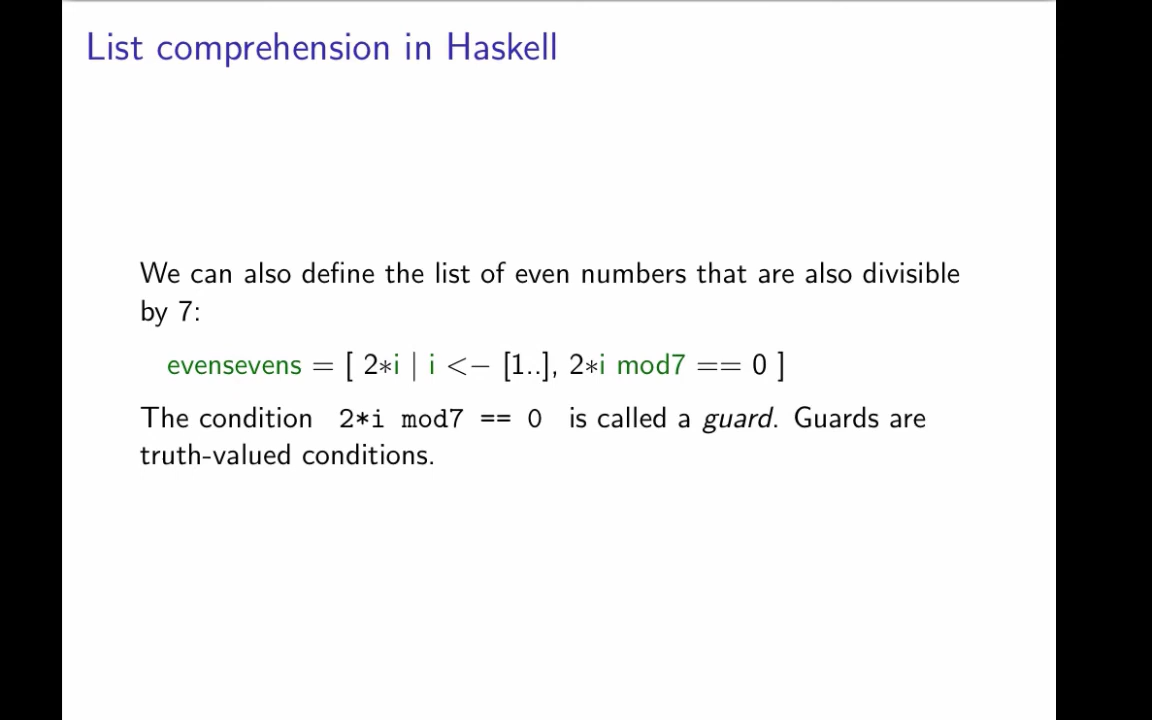 List comprehension in Haskell
We can also define the list of even numbers that are also divisible
by 7:
evensevens = [ 2*i | i <- [1..], 2*i mod7 == 0 ]
The condition 2*i mod7 == 0 is called a guard. Guards are
truth-valued conditions.